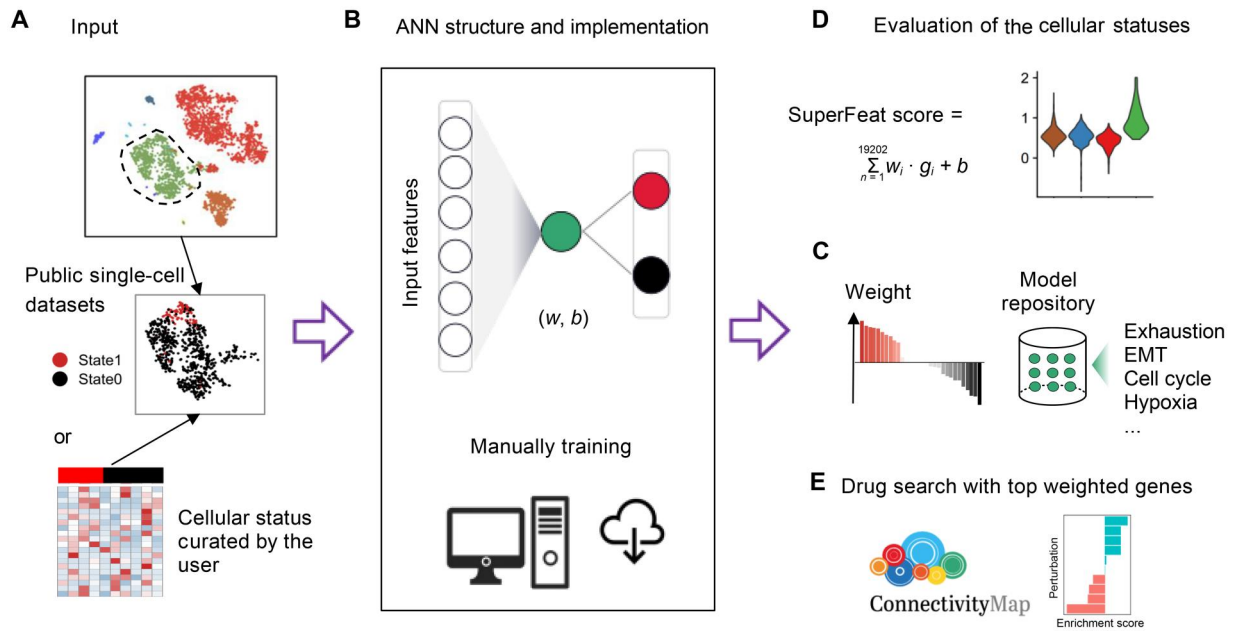 A
Input
Public single-cell
datasets
State1
State0
or
Cellular status
curated by the
user
B
ANN structure and implementation
Input features
(w, b)
Manually training
D
Evaluation of the cellular statuses
SuperFeat score =
19202
Σ wᵢ · gᵢ + b
n = 1
2
1
0
C
Weight
Model
repository
Exhaustion
EMT
Cell cycle
Hypoxia
...
E
Drug search with top weighted genes
ConnectivityMap
Perturbation
Enrichment score